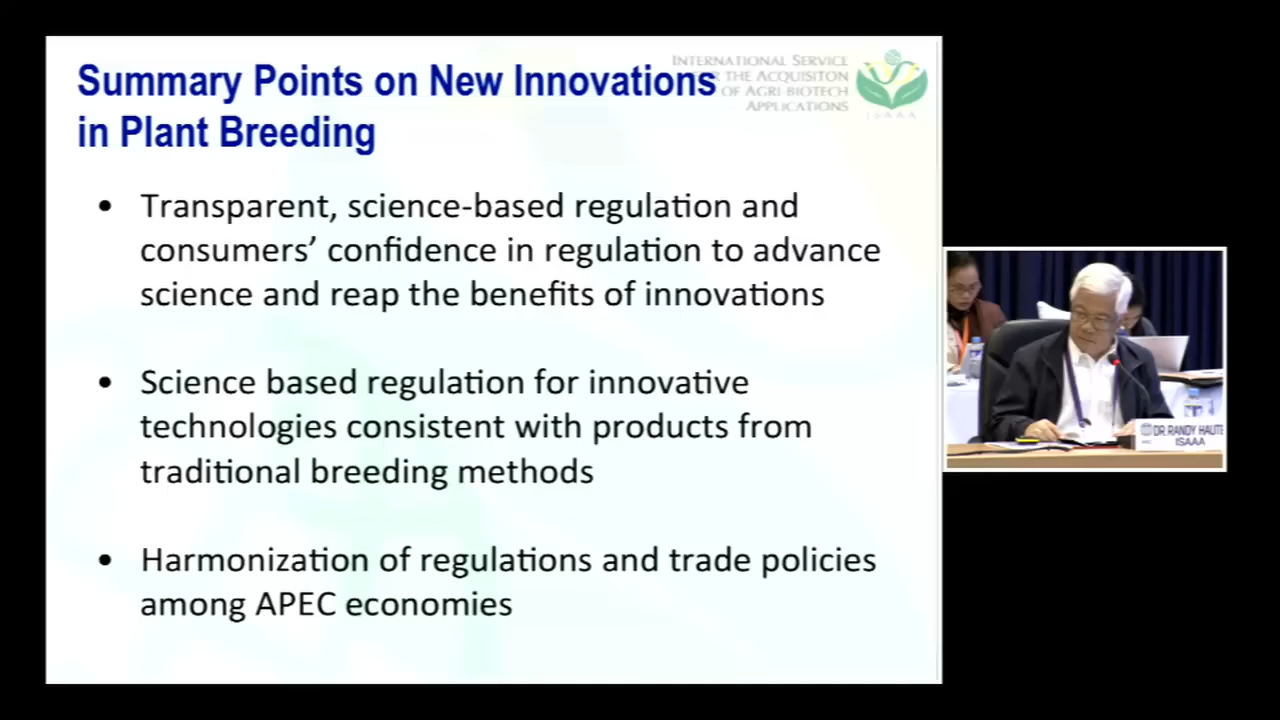 Summary Points on New Innovations
in Plant Breeding
INTERNATIONAL SERVICE
FOR THE ACQUISITON
OF AGRI-BIOTECH
APPLICATIONS
ISAAA
• Transparent, science-based regulation and
consumers’ confidence in regulation to advance
science and reap the benefits of innovations
• Science based regulation for innovative
technologies consistent with products from
traditional breeding methods
• Harmonization of regulations and trade policies
among APEC economies
DR. RANDY HAUTE
ISAAA